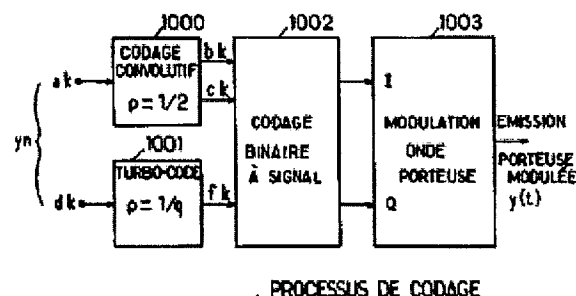 1000
1002
1003
CODAGE
CONVOLUTIF
ρ = 1/2
ak
bk
ck
yn
1001
TURBO-CODE
ρ = 1/q
dk
fk
CODAGE
BINAIRE
À SIGNAL
I
MODULATION
ONDE
PORTEUSE
Q
EMISSION
PORTEUSE
MODULÉE
y(t)
. PROCESSUS DE CODAGE